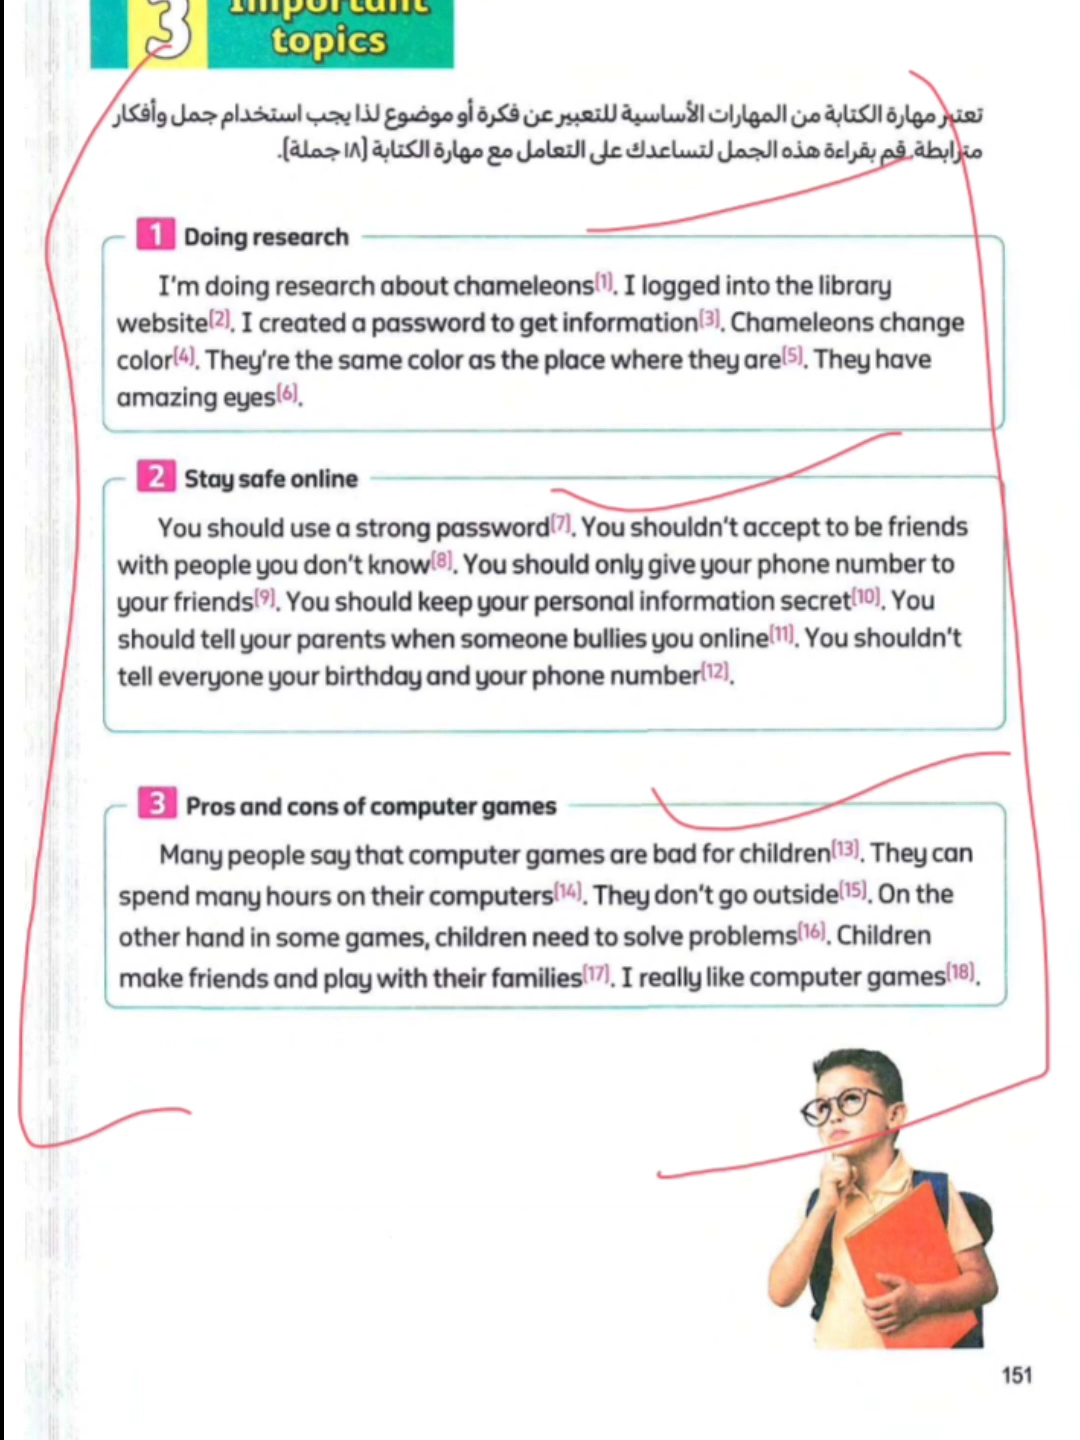 3
Important
topics
تعتبر مهارة الكتابة من المهارات الأساسية للتعبير عن فكرة أو موضوع لذا يجب استخدام جمل وأفكار
مترابطة. قم بقراءة هذه الجمل لتساعدك على التعامل مع مهارة الكتابة (١٨ جملة).
1 Doing research
I'm doing research about chameleons(1). I logged into the library
website(2). I created a password to get information(3). Chameleons change
color(4). They're the same color as the place where they are(5). They have
amazing eyes(6).
2 Stay safe online
You should use a strong password(7). You shouldn't accept to be friends
with people you don't know(8). You should only give your phone number to
your friends(9). You should keep your personal information secret(10). You
should tell your parents when someone bullies you online(11). You shouldn't
tell everyone your birthday and your phone number(12).
3 Pros and cons of computer games
Many people say that computer games are bad for children(13). They can
spend many hours on their computers(14). They don't go outside(15). On the
other hand in some games, children need to solve problems(16). Children
make friends and play with their families(17). I really like computer games(18).
151